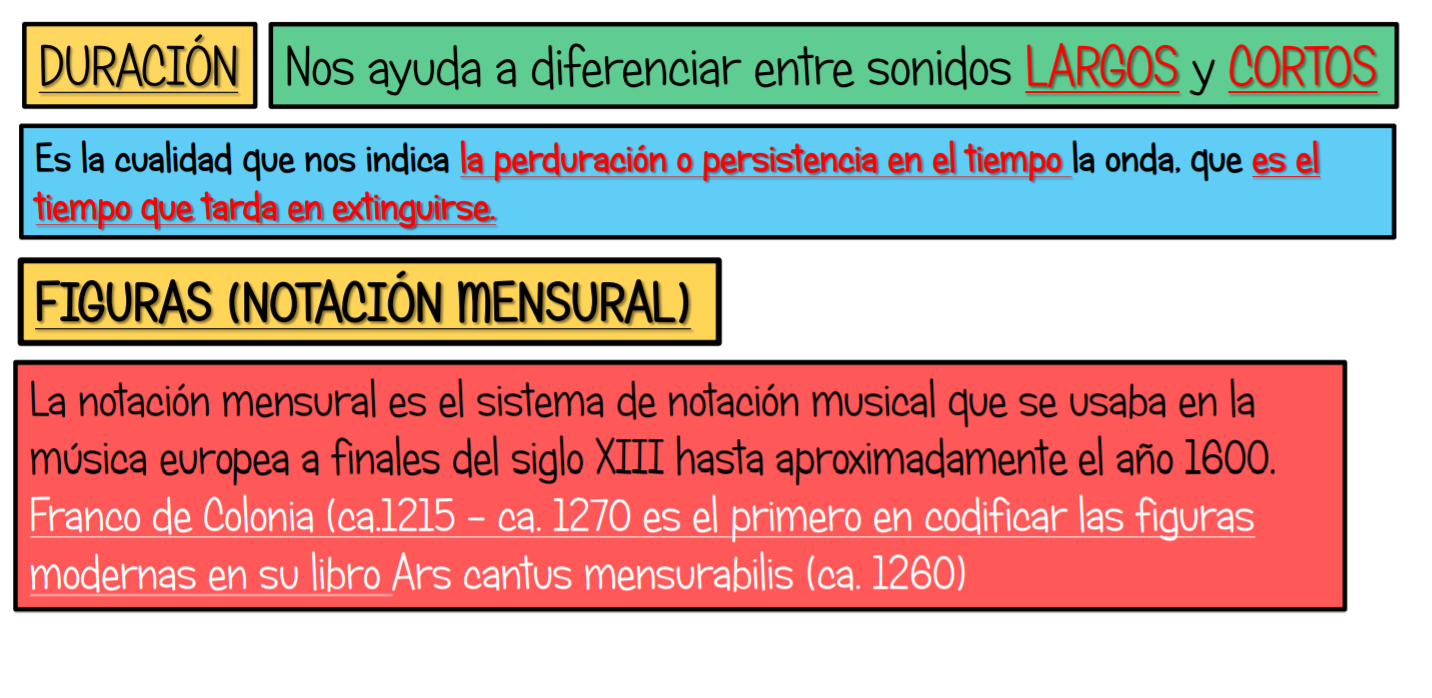 DURACIÓN
Nos ayuda a diferenciar entre sonidos LARGOS y CORTOS
Es la cualidad que nos indica la perduración o persistencia en el tiempo la onda. que es el
tiempo que tarda en extinguirse.
FIGURAS (NOTACIÓN MENSURAL)
La notación mensural es el sistema de notación musical que se usaba en la
música europea a finales del siglo XIII hasta aproximadamente el año 1600.
Franco de Colonia (ca.1215 – ca. 1270 es el primero en codificar las figuras
modernas en su libro Ars cantus mensurabilis (ca. 1260)